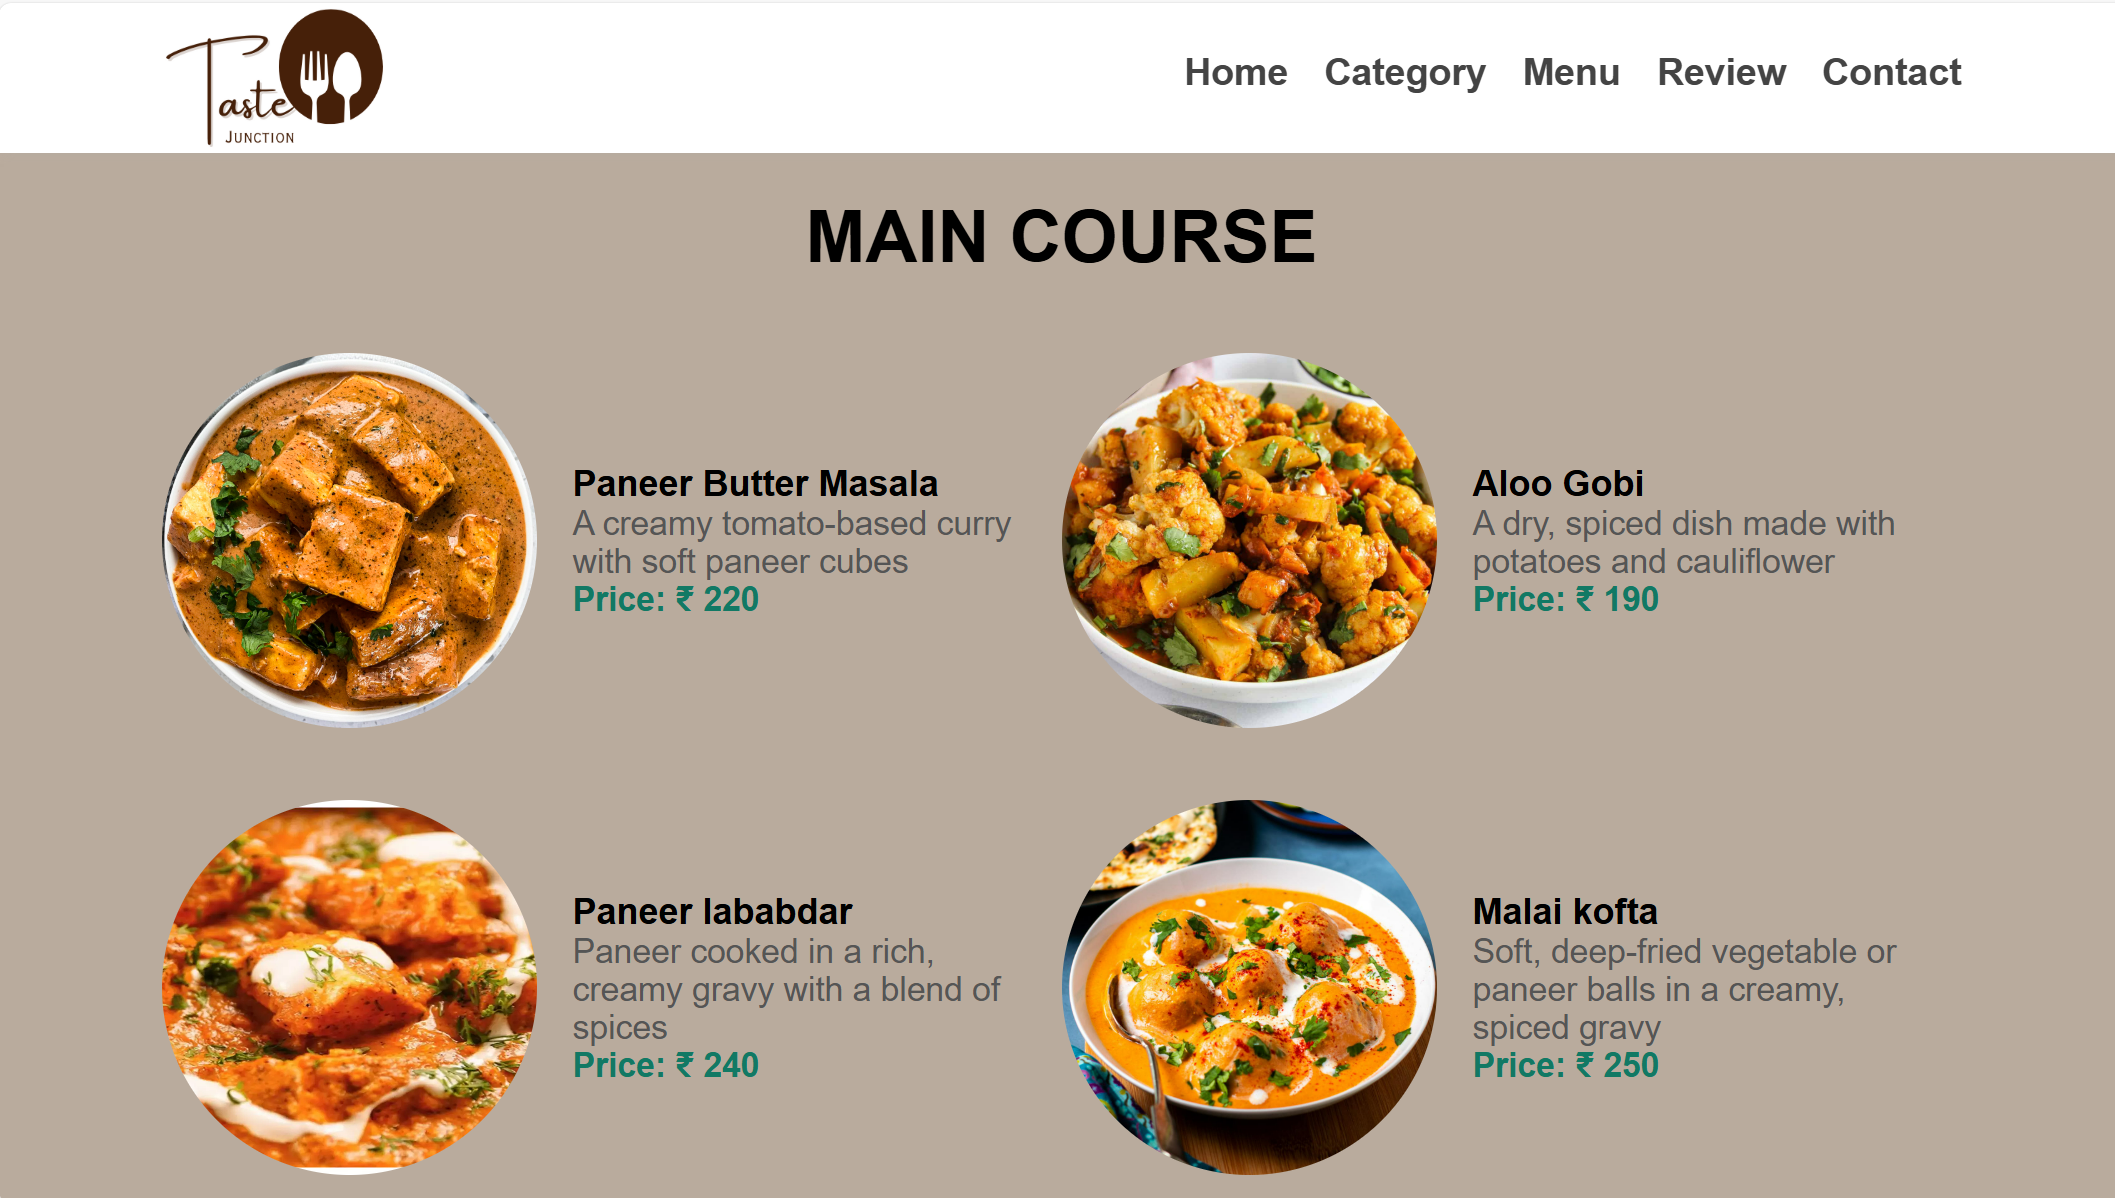 Taste
JUNCTION
Home Category Menu Review Contact
MAIN COURSE
Paneer Butter Masala
A creamy tomato-based curry
with soft paneer cubes
Price: ₹ 220
Aloo Gobi
A dry, spiced dish made with
potatoes and cauliflower
Price: ₹ 190
Paneer lababdar
Paneer cooked in a rich,
creamy gravy with a blend of
spices
Price: ₹ 240
Malai kofta
Soft, deep-fried vegetable or
paneer balls in a creamy,
spiced gravy
Price: ₹ 250